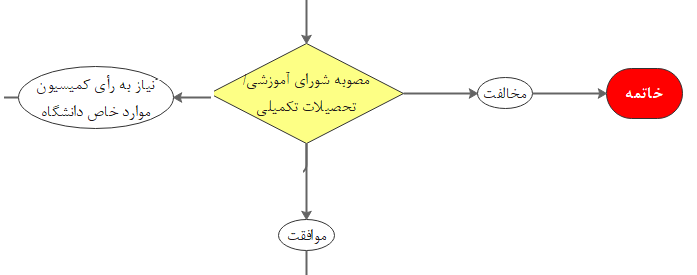 مصوبه شورای آموزشی/
تحصیلات تکمیلی
نیاز به رأی کمیسیون
موارد خاص دانشگاه
مخالفت
خاتمه
موافقت